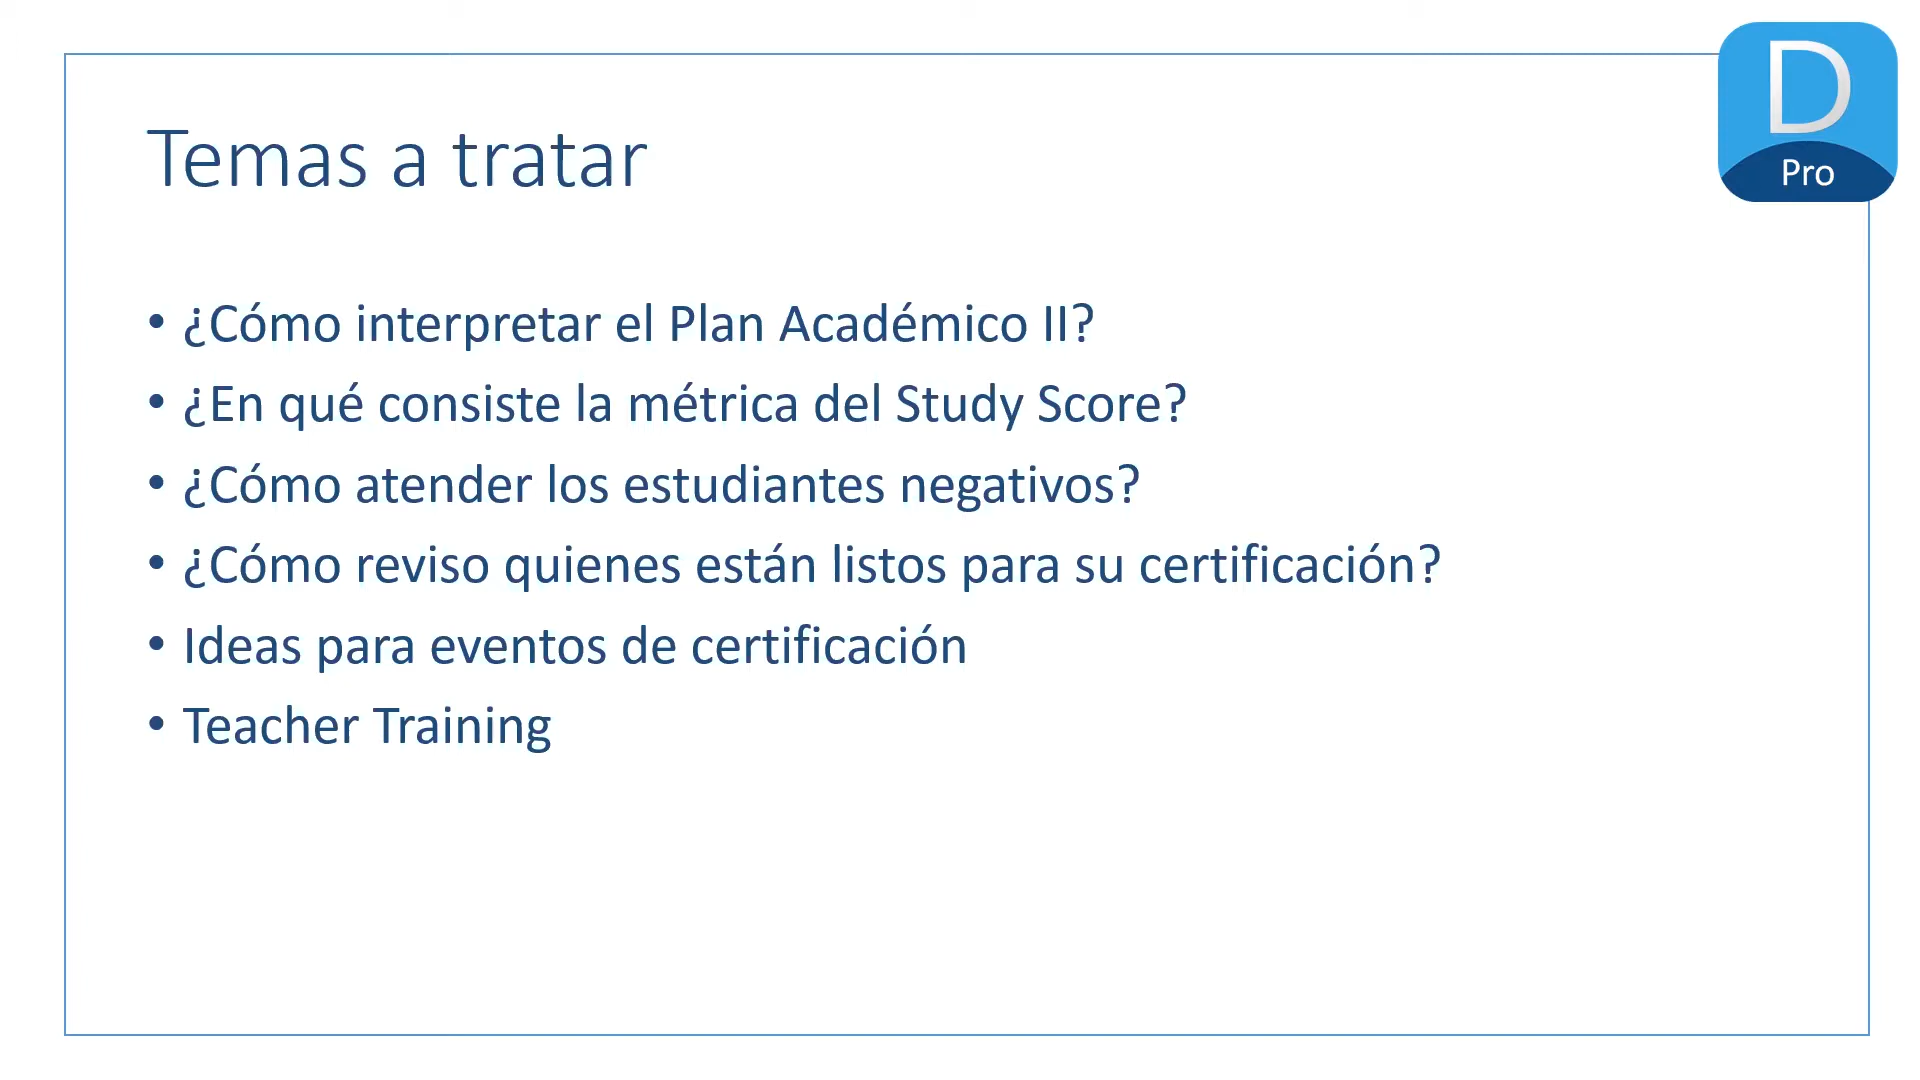 D
Pro
Temas a tratar
• ¿Cómo interpretar el Plan Académico II?
• ¿En qué consiste la métrica del Study Score?
• ¿Cómo atender los estudiantes negativos?
• ¿Cómo reviso quienes están listos para su certificación?
• Ideas para eventos de certificación
• Teacher Training